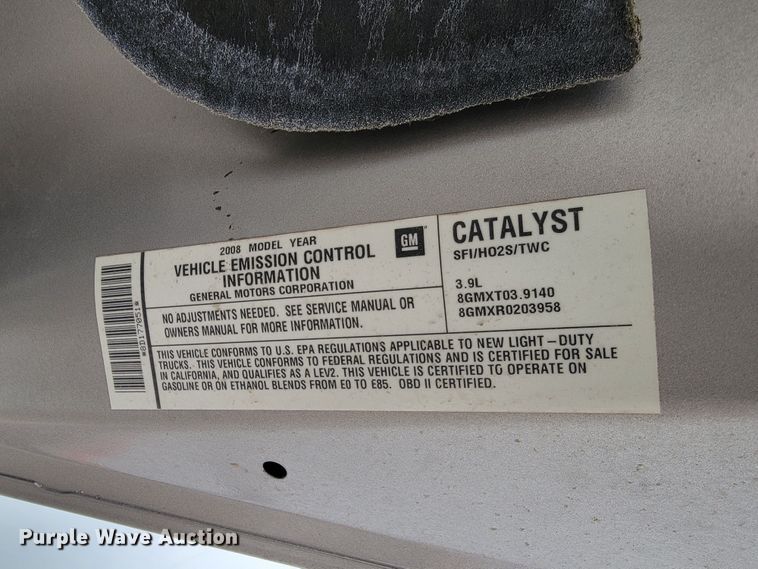 2008 MODEL YEAR
VEHICLE EMISSION CONTROL
INFORMATION
GENERAL MOTORS CORPORATION
GM
NO ADJUSTMENTS NEEDED. SEE SERVICE MANUAL OR
OWNERS MANUAL FOR MORE INFORMATION.
CATALYST
SFI/HO2S/TWC
3.9L
8GMXT03.9140
8GMXR0203958
THIS VEHICLE CONFORMS TO U.S. EPA REGULATIONS APPLICABLE TO NEW LIGHT-DUTY
TRUCKS. THIS VEHICLE CONFORMS TO FEDERAL REGULATIONS AND IS CERTIFIED FOR SALE
IN CALIFORNIA, AND QUALIFIES AS A LEV2. THIS VEHICLE IS CERTIFIED TO OPERATE ON
GASOLINE OR ON ETHANOL BLENDS FROM E0 TO E85. OBD II CERTIFIED.
*8D177051*
Purple Wave Auction